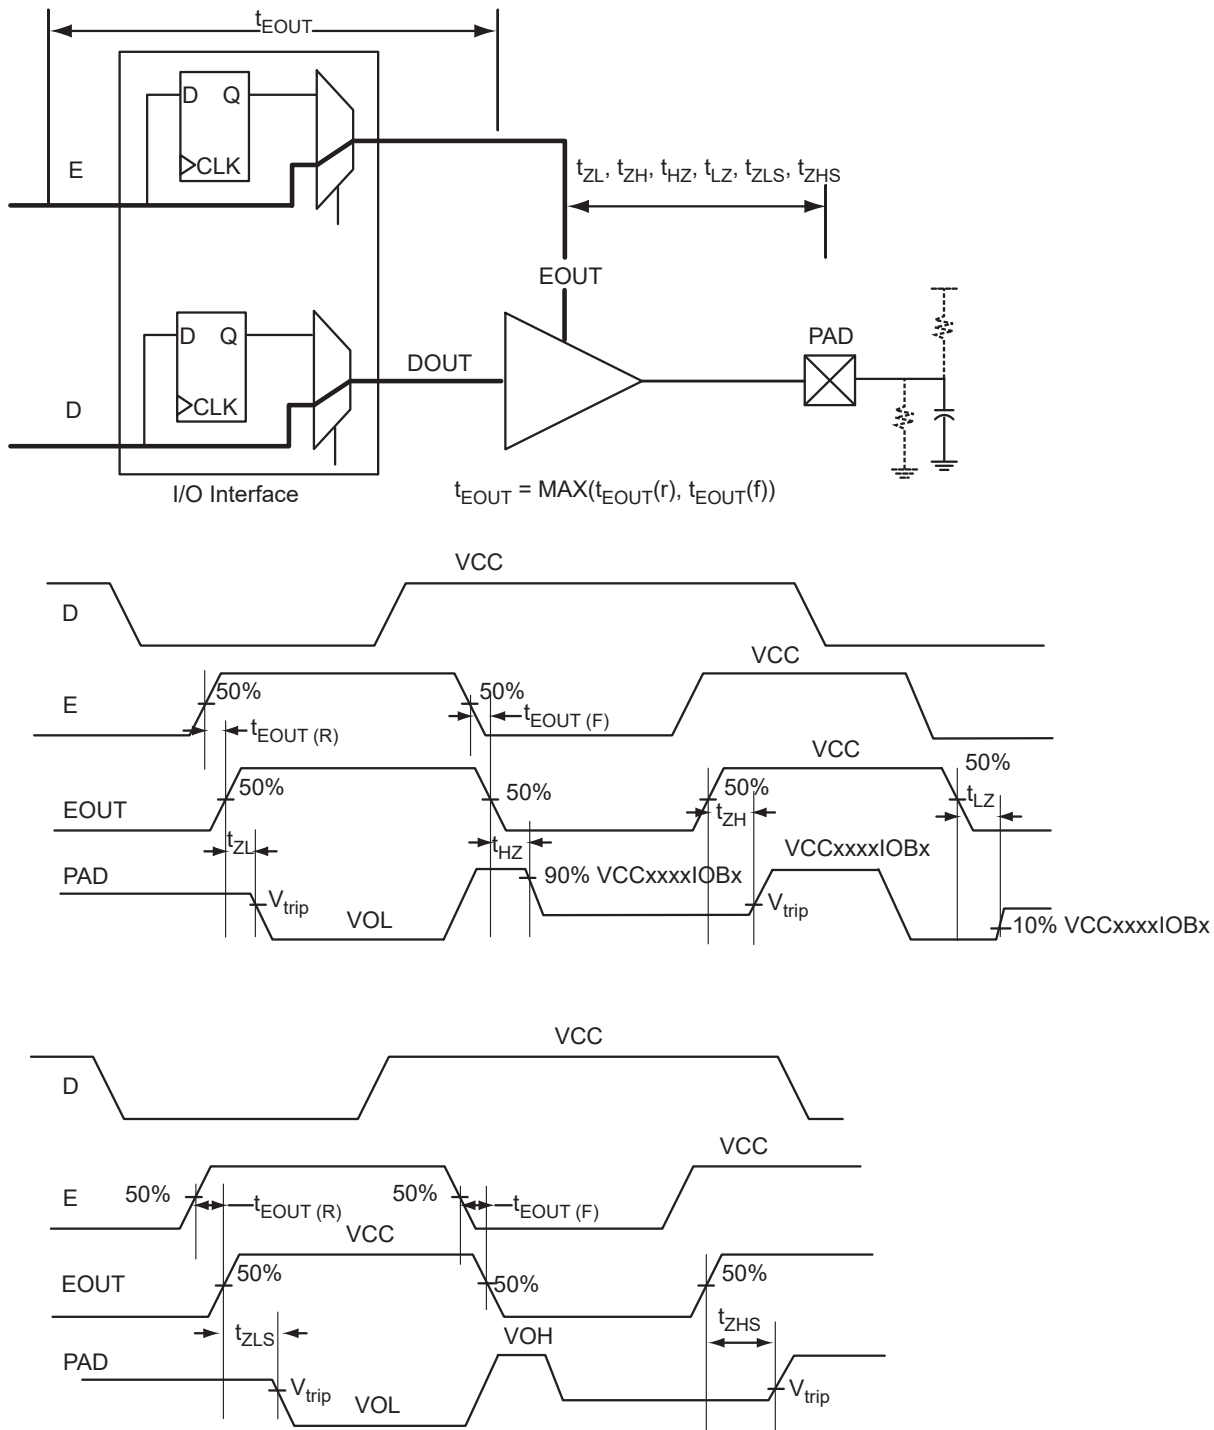 tEOUT
D Q
CLK
E
tZL, tZH, tHZ, tLZ, tZLS, tZHS
EOUT
D Q
CLK
DOUT
PAD
D
I/O Interface
tEOUT = MAX(tEOUT(r), tEOUT(f))
VCC
D
VCC
E
50%
50%
tEOUT (R)
tEOUT (F)
VCC
50%
EOUT
50%
50%
50%
tLZ
tZL
tHZ
tZH
VCCxxxxIOBx
PAD
90% VCCxxxxIOBx
Vtrip
VOL
Vtrip
10% VCCxxxxIOBx
VCC
D
VCC
E
50%
50%
tEOUT (R)
tEOUT (F)
VCC
EOUT
50%
50%
50%
tZLS
VOH
tZHS
PAD
Vtrip
VOL
Vtrip